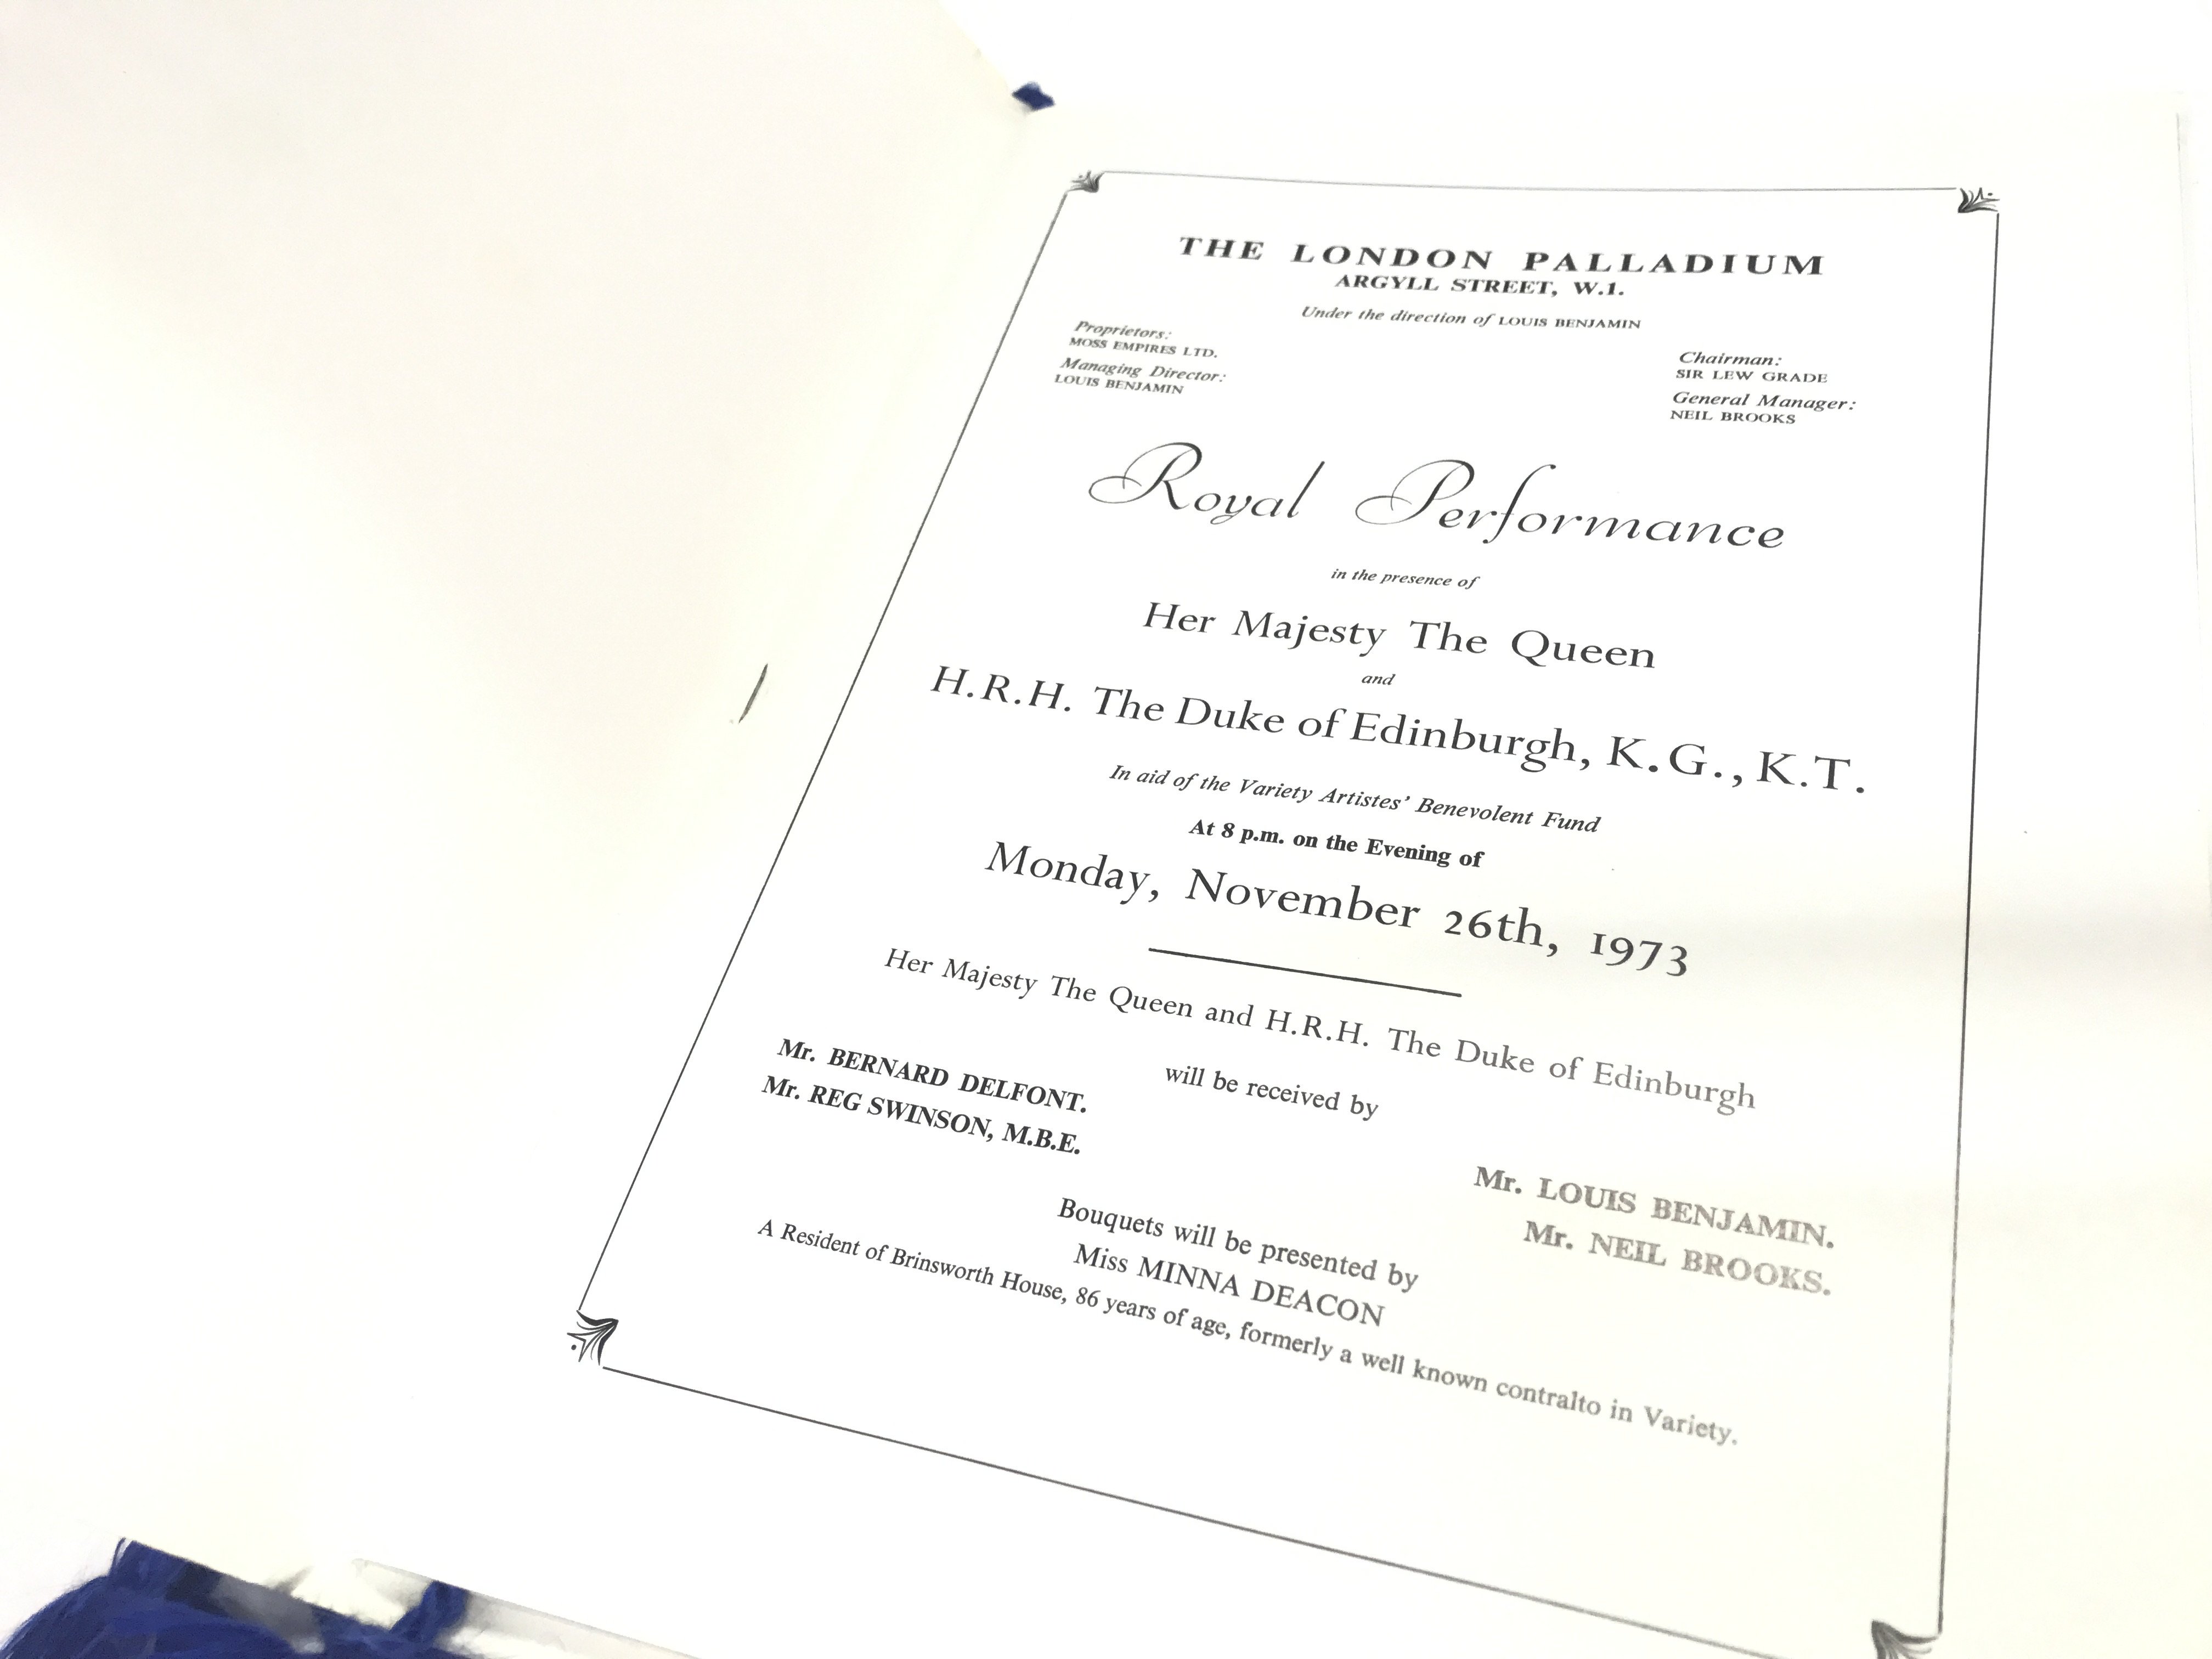 THE LONDON PALLADIUM
ARGYLL STREET, W.1.
Under the direction of LOUIS BENJAMIN
Proprietors:
MOSS EMPIRES LTD.
Managing Director:
LOUIS BENJAMIN
Chairman:
SIR LEW GRADE
General Manager:
NEIL BROOKS
Royal Performance
in the presence of
Her Majesty The Queen
and
H.R.H. The Duke of Edinburgh, K.G., K.T.
In aid of the Variety Artistes' Benevolent Fund
At 8 p.m. on the Evening of
Monday, November 26th, 1973
Her Majesty The Queen and H.R.H. The Duke of Edinburgh
will be received by
Mr. BERNARD DELFONT.
Mr. REG SWINSON, M.B.E.
Mr. LOUIS BENJAMIN.
Mr. NEIL BROOKS.
Bouquets will be presented by
Miss MINNA DEACON
A Resident of Brinsworth House, 86 years of age, formerly a well known contralto in Variety.